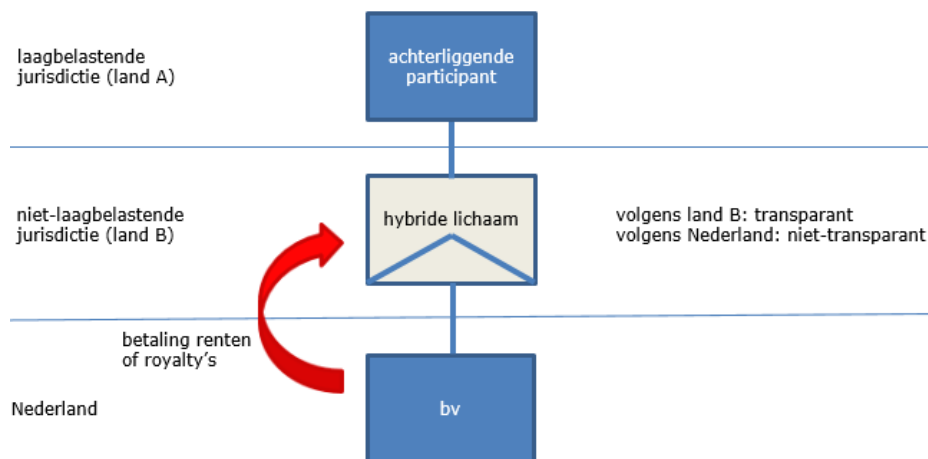 laagbelastende
jurisdictie (land A)
achterliggende
participant
niet-laagbelastende
jurisdictie (land B)
hybride lichaam
volgens land B: transparant
volgens Nederland: niet-transparant
betaling renten
of royalty's
Nederland
bv